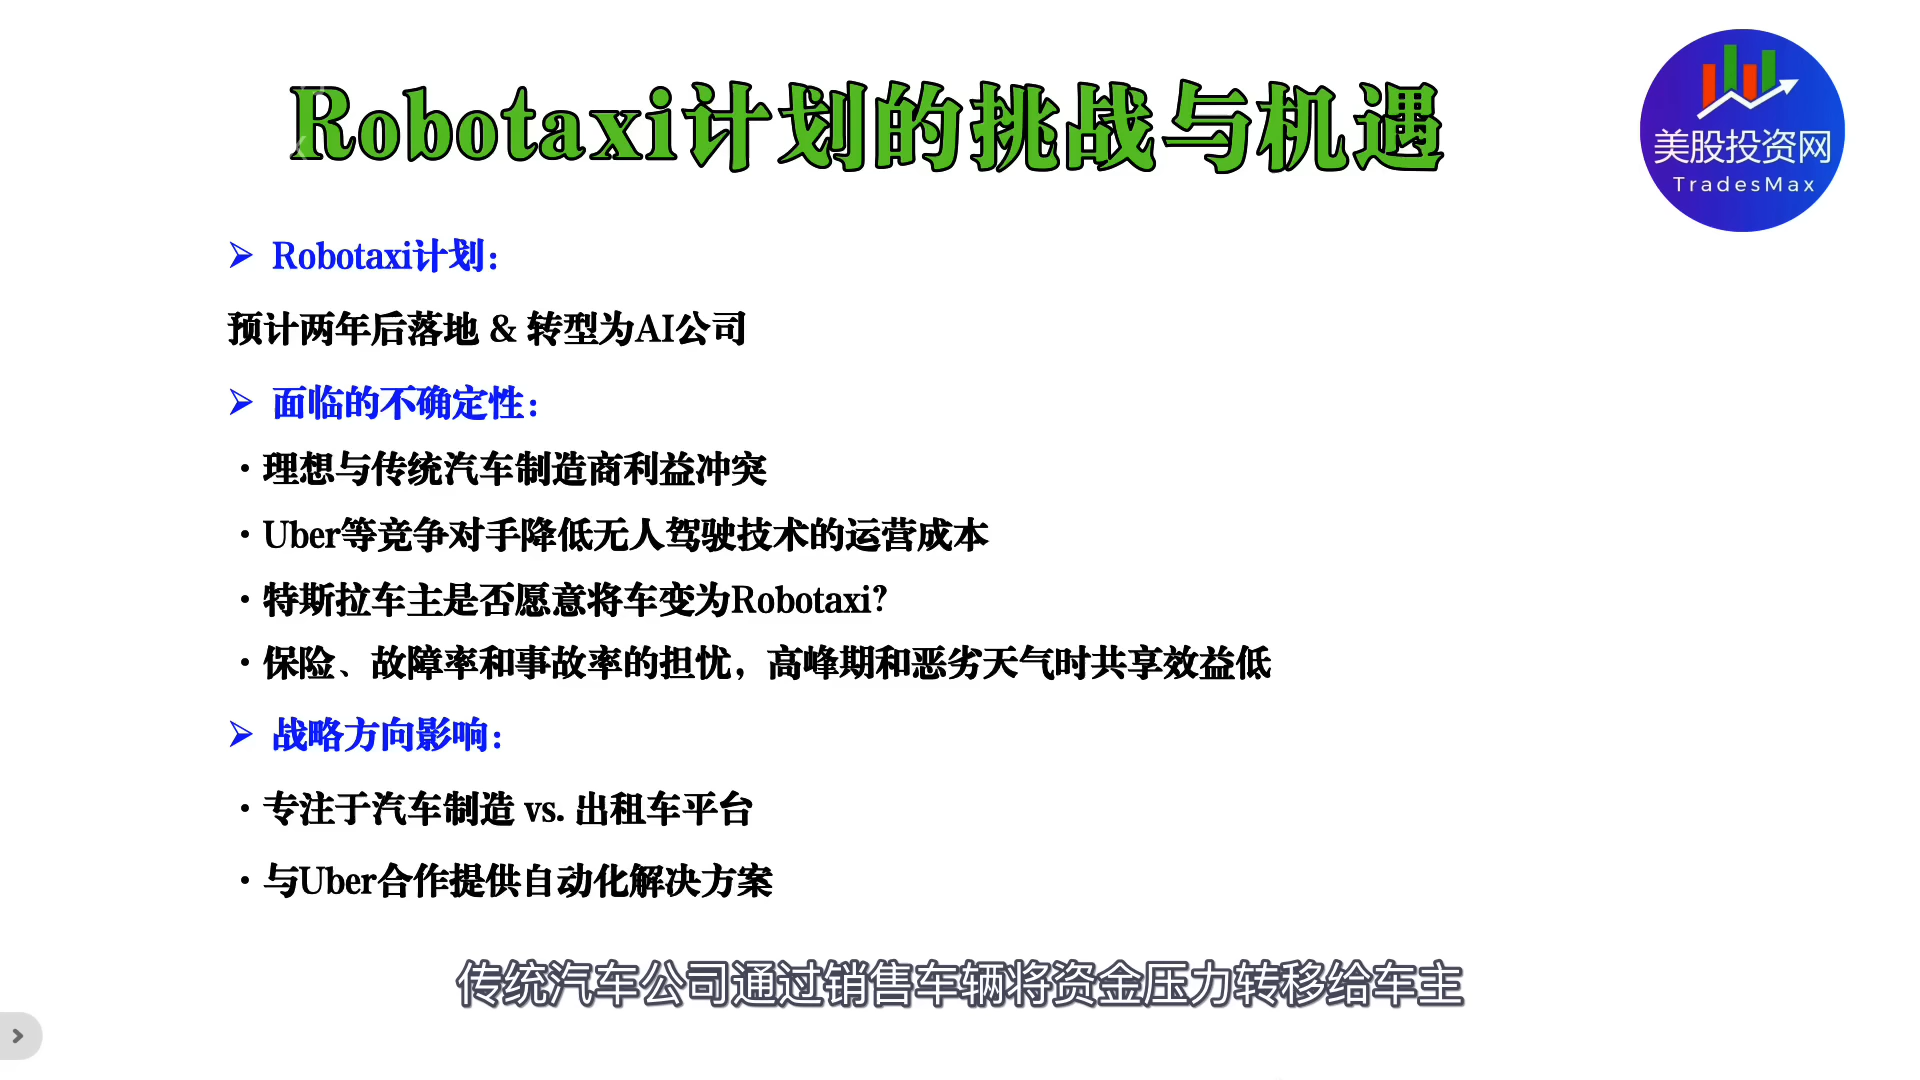 Robotaxi计划的挑战与机遇
美股投资网
TradesMax
➢ Robotaxi计划：
预计两年后落地 & 转型为AI公司
➢ 面临的不确定性：
· 理想与传统汽车制造商利益冲突
· Uber等竞争对手降低无人驾驶技术的运营成本
· 特斯拉车主是否愿意将车变为Robotaxi？
· 保险、故障率和事故率的担忧，高峰期和恶劣天气时共享效益低
➢ 战略方向影响：
· 专注于汽车制造 vs. 出租车平台
· 与Uber合作提供自动化解决方案
传统汽车公司通过销售车辆将资金压力转移给车主